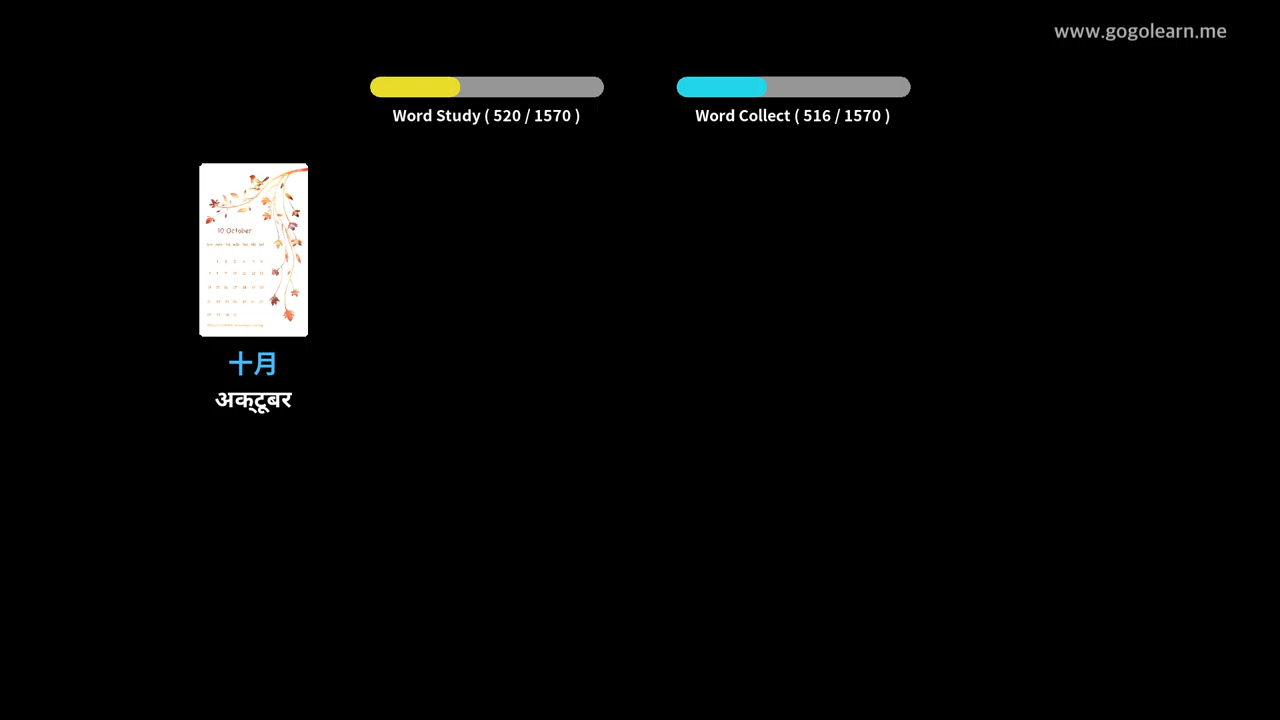 www.gogolearn.me
Word Study ( 520 / 1570 )
Word Collect ( 516 / 1570 )
10 October
十月
अक्टूबर